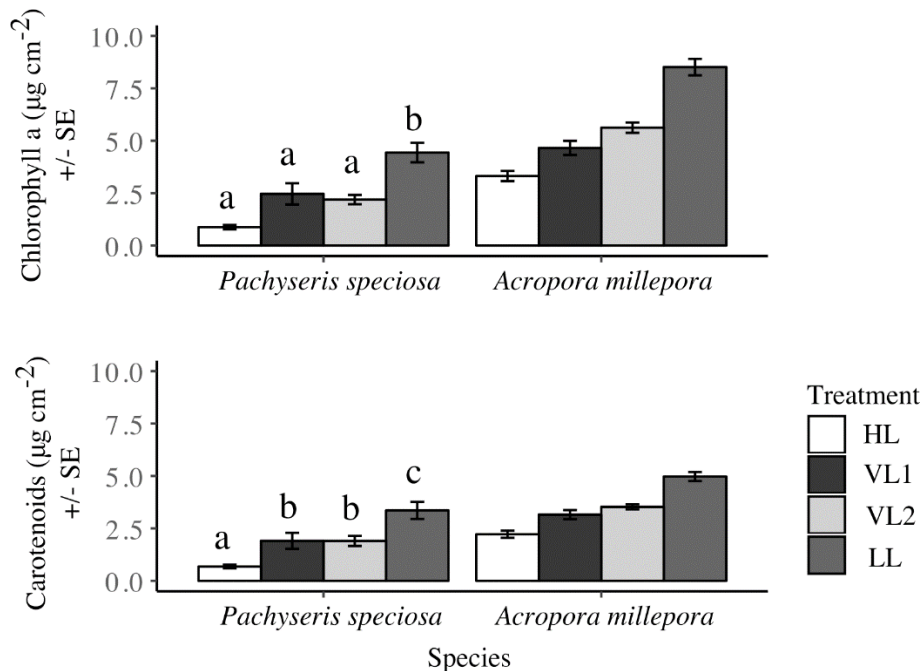 Chlorophyll a (µg cm⁻²)
+/- SE
10.0
7.5
5.0
2.5
0.0
a
a
a
b
Pachyseris speciosa
Acropora millepora
Carotenoids (µg cm⁻²)
+/- SE
10.0
7.5
5.0
2.5
0.0
a
b
b
c
Pachyseris speciosa
Acropora millepora
Species
Treatment
HL
VL1
VL2
LL